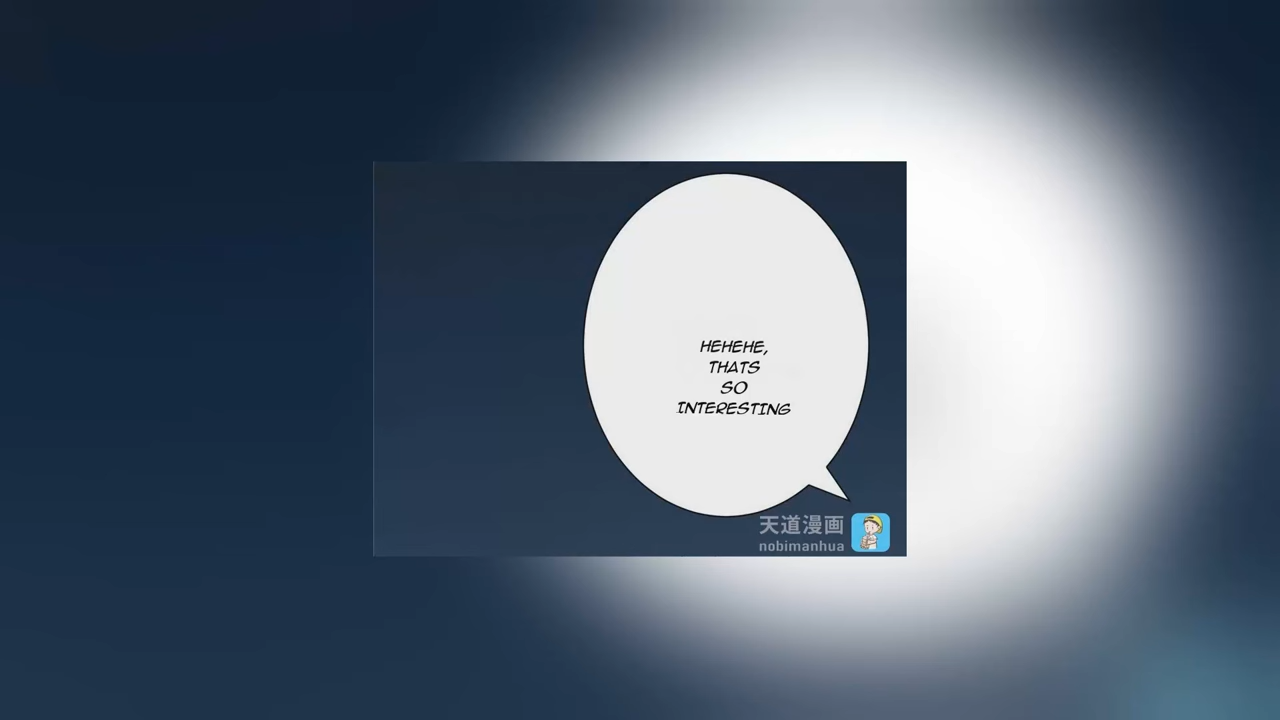 HEHEHE,
THATS
SO
INTERESTING
天道漫画
nobimanhua